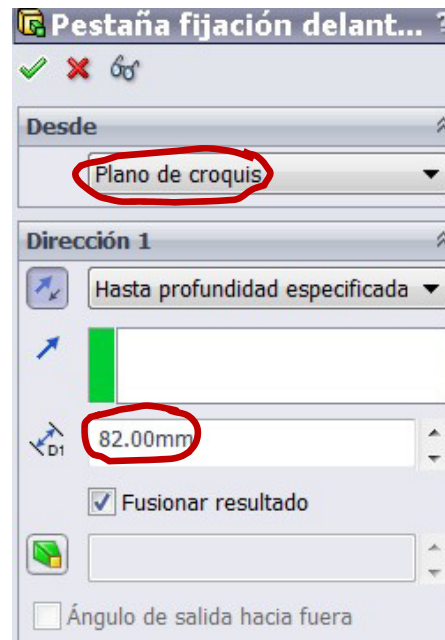 Pestaña fijación delant... ?
Desde
Plano de croquis
Dirección 1
Hasta profundidad especificada
D1
82.00mm
Fusionar resultado
Ángulo de salida hacia fuera